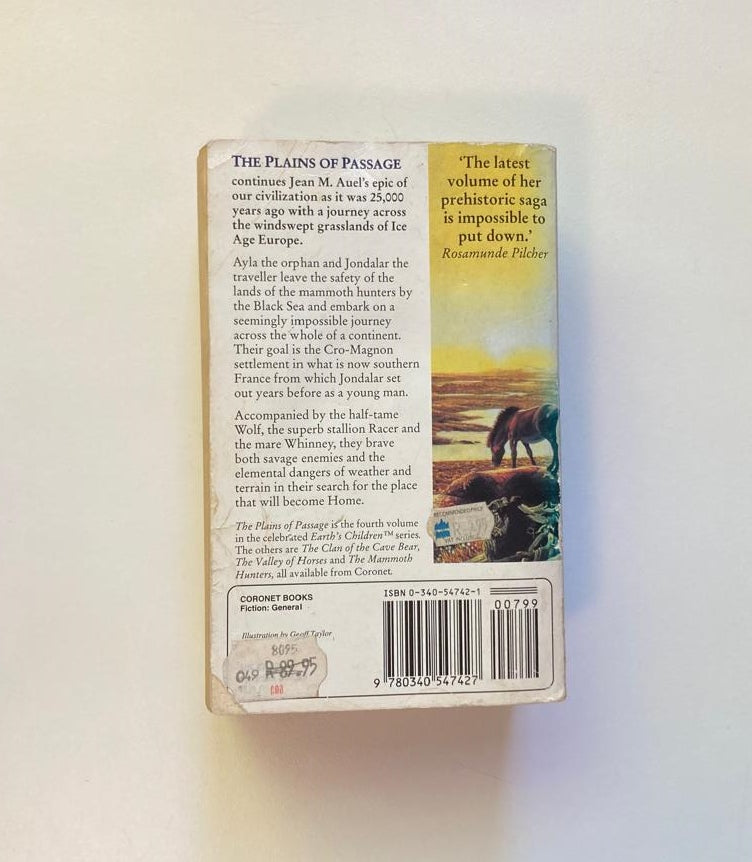 THE PLAINS OF PASSAGE
continues Jean M. Auel's epic of
our civilization as it was 25,000
years ago with a journey across
the windswept grasslands of Ice
Age Europe.
Ayla the orphan and Jondalar the
traveller leave the safety of the
lands of the mammoth hunters by
the Black Sea and embark on a
seemingly impossible journey
across the whole of a continent.
Their goal is the Cro-Magnon
settlement in what is now southern
France from which Jondalar set
out years before as a young man.
Accompanied by the half-tame
Wolf, the superb stallion Racer and
the mare Whinney, they brave
both savage enemies and the
elemental dangers of weather and
terrain in their search for the place
that will become Home.
The Plains of Passage is the fourth volume
in the celebrated Earth's Children™ series.
The others are The Clan of the Cave Bear,
The Valley of Horses and The Mammoth
Hunters, all available from Coronet.
'The latest
volume of her
prehistoric saga
is impossible to
put down.'
Rosamunde Pilcher
RECOMMENDED PRICE
CORONET BOOKS
Fiction: General
Illustration by Geoff Taylor
8095
049 R 89.95
ISBN 0-340-54742-1
00799
9 780340 547427